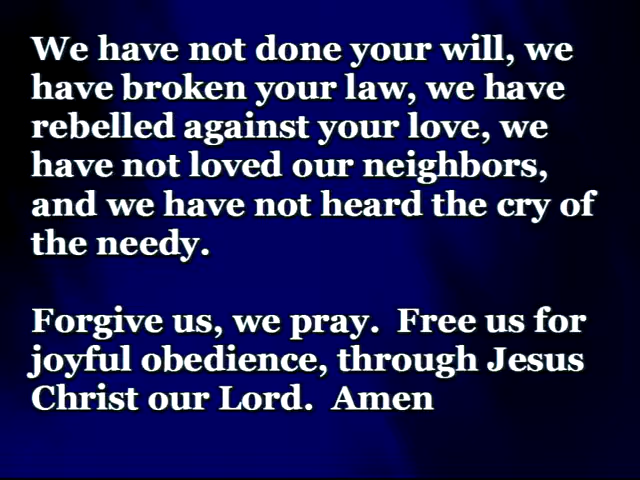 We have not done your will, we
have broken your law, we have
rebelled against your love, we
have not loved our neighbors,
and we have not heard the cry of
the needy.
Forgive us, we pray.  Free us for
joyful obedience, through Jesus
Christ our Lord.  Amen